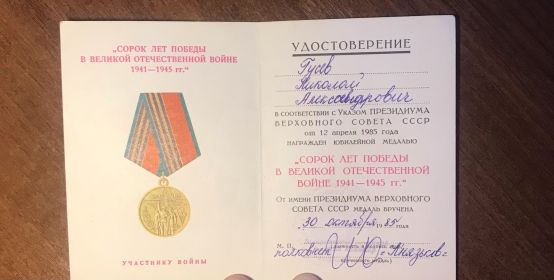 „СОРОК ЛЕТ ПОБЕДЫ
В ВЕЛИКОЙ ОТЕЧЕСТВЕННОЙ ВОЙНЕ
1941—1945 гг.“
УЧАСТНИКУ ВОЙНЫ
УДОСТОВЕРЕНИЕ
Гусев
Николай
Александрович
В СООТВЕТСТВИИ С УКАЗОМ ПРЕЗИДИУМА
ВЕРХОВНОГО СОВЕТА СССР
от 12 апреля 1985 года
НАГРАЖДЕН ЮБИЛЕЙНОЙ МЕДАЛЬЮ
„СОРОК ЛЕТ ПОБЕДЫ
В ВЕЛИКОЙ ОТЕЧЕСТВЕННОЙ
ВОЙНЕ 1941—1945 гг.“
От имени ПРЕЗИДИУМА ВЕРХОВНОГО
СОВЕТА СССР МЕДАЛЬ ВРУЧЕНА
„30 октября 1985 года
М. П.
полковник